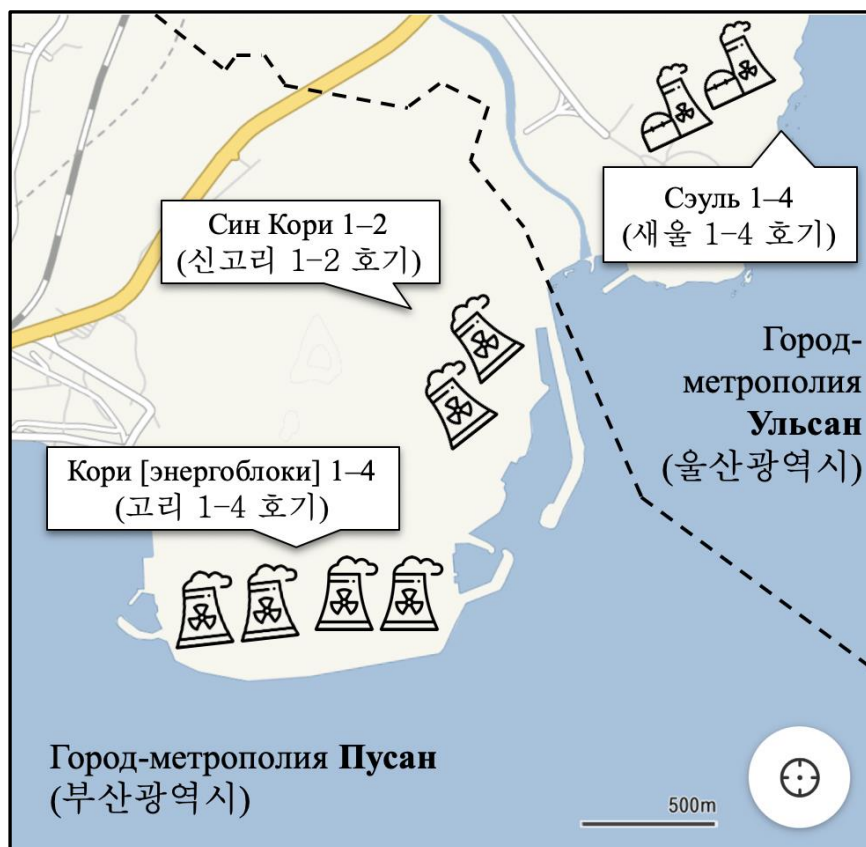 Сэуль 1–4
(새울 1-4 호기)
Син Кори 1–2
(신고리 1-2 호기)
Город-
метрополия
Ульсан
(울산광역시)
Кори [энергоблоки] 1–4
(고리 1-4 호기)
Город-метрополия Пусан
(부산광역시)
500m